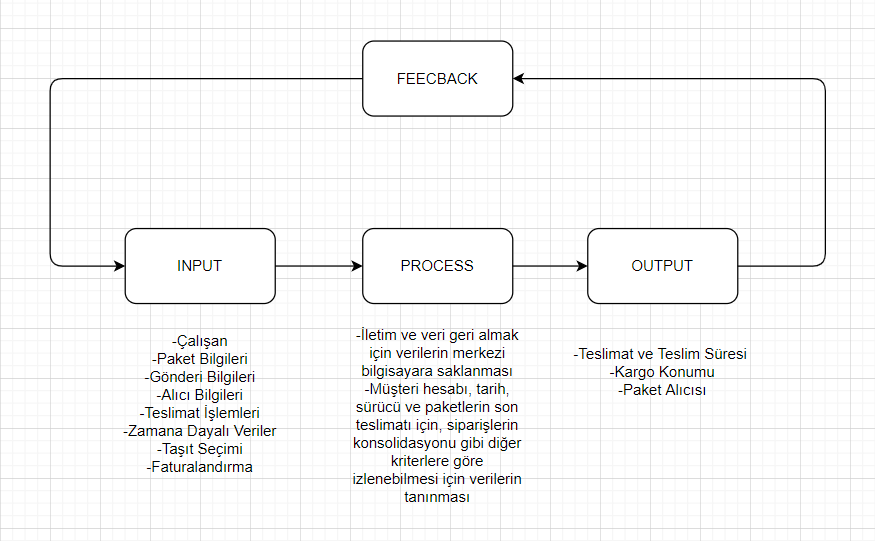 FEECBACK
INPUT
PROCESS
OUTPUT
-Çalışan
-Paket Bilgileri
-Gönderi Bilgileri
-Alıcı Bilgileri
-Teslimat İşlemleri
-Zamana Dayalı Veriler
-Taşıt Seçimi
-Faturalandırma
-İletim ve veri geri almak
için verilerin merkezi
bilgisayara saklanması
-Müşteri hesabı, tarih,
sürücü ve paketlerin son
teslimatı için, siparişlerin
konsolidasyonu gibi diğer
kriterlere göre
izlenebilmesi için verilerin
tanınması
-Teslimat ve Teslim Süresi
-Kargo Konumu
-Paket Alıcısı